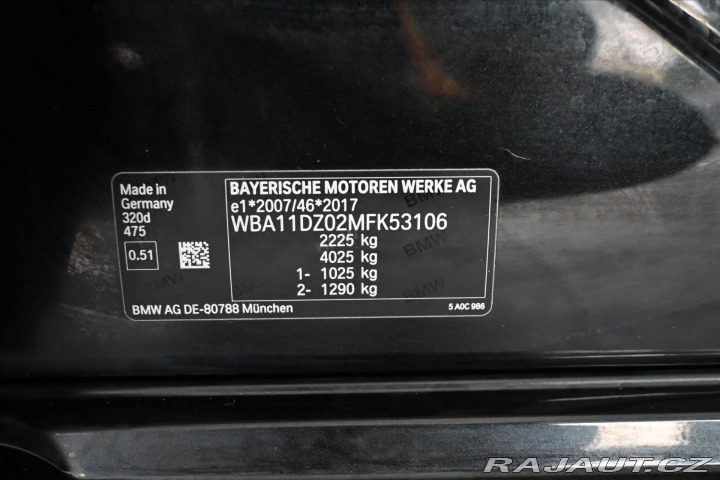 Made in
Germany
320d
475
0.51
BAYERISCHE MOTOREN WERKE AG
e1*2007/46*2017
WBA11DZ02MFK53106
2225 kg
4025 kg
1- 1025 kg
2- 1290 kg
BMW AG DE-80788 München
5 A0C 986
RAJAUT.CZ